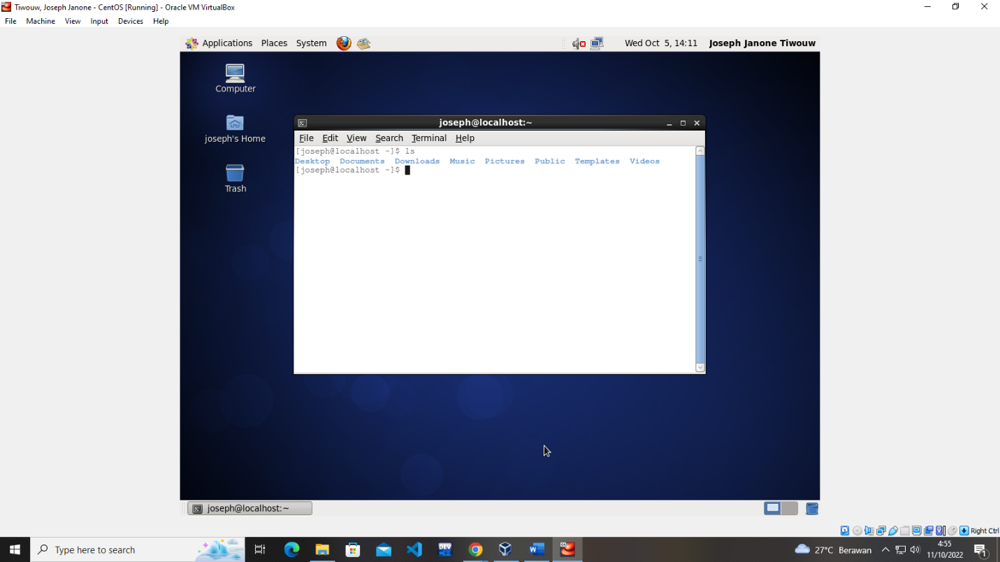 Tiwouw, Joseph Janone - CentOS [Running] - Oracle VM VirtualBox
File Machine View Input Devices Help
Applications Places System Wed Oct 5, 14:11 Joseph Janone Tiwouw
Computer
joseph's Home
Trash
joseph@localhost:~
File Edit View Search Terminal Help
[joseph@localhost ~]$ ls
Desktop Documents Downloads Music Pictures Public Templates Videos
[joseph@localhost ~]$
joseph@localhost:~
Right Ctrl
Type here to search
DEV
27°C Berawan
4:55
11/10/2022
1